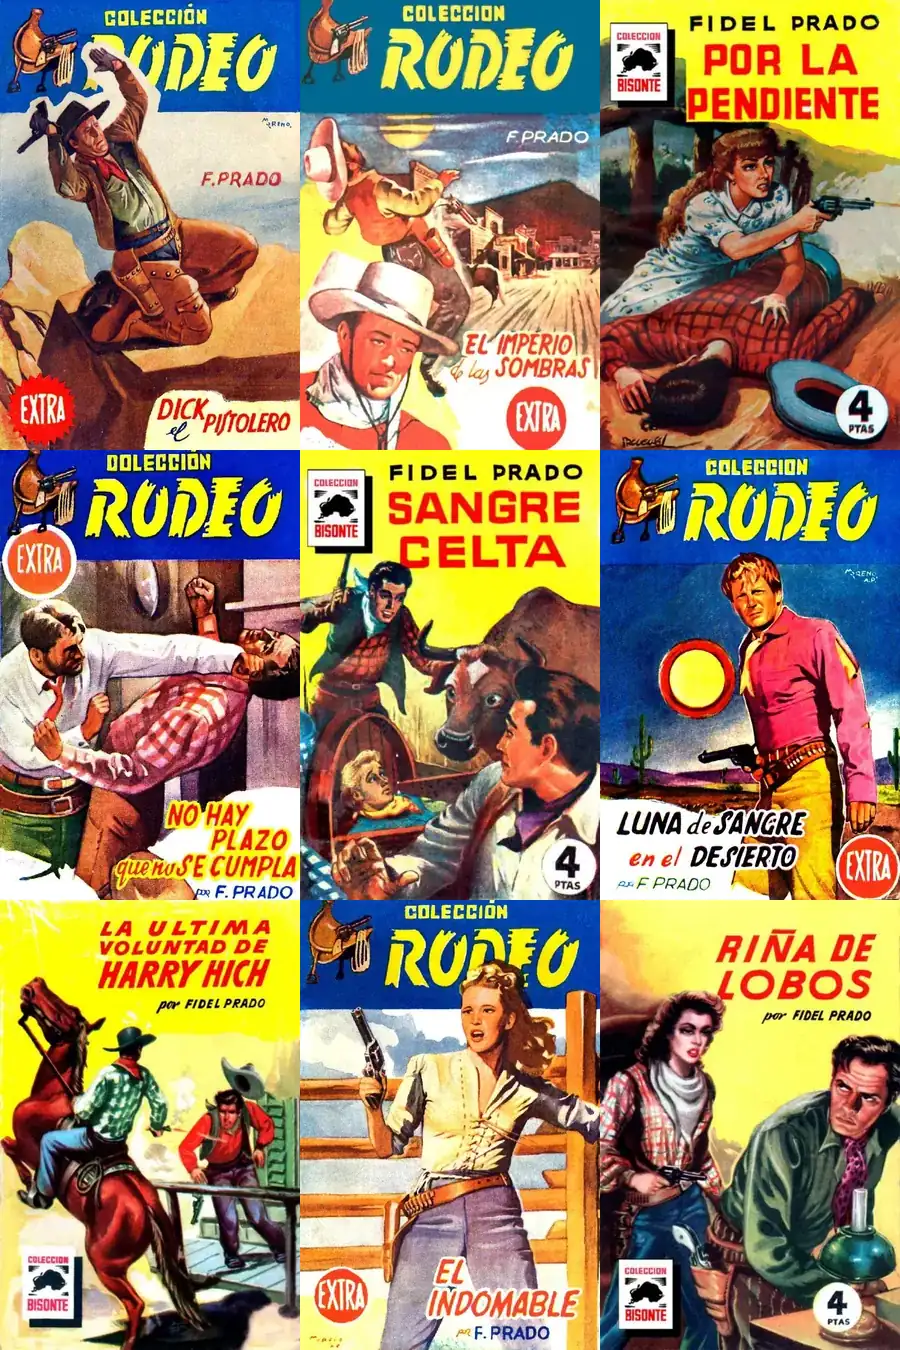 COLECCION
RODEO
MORENO.
F. PRADO
EXTRA
DICK
el PISTOLERO
COLECCION
RODEO
F. PRADO
EL IMPERIO
de las SOMBRAS
EXTRA
FIDEL PRADO
POR LA
PENDIENTE
COLECCION
BISONTE
4
PTAS
COLECCIÓN
RODEO
EXTRA
NO HAY
PLAZO
que no SE CUMPLA
por F. PRADO
FIDEL PRADO
SANGRE
CELTA
COLECCION
BISONTE
4
PTAS
COLECCION
RODEO
MORENO
LUNA de SANGRE
en el DESIERTO
por F PRADO
EXTRA
LA ULTIMA
VOLUNTAD DE
HARRY HICH
por FIDEL PRADO
COLECCION
BISONTE
COLECCIÓN
RODEO
EXTRA
EL
INDOMABLE
por F. PRADO
RIÑA DE
LOBOS
por FIDEL PRADO
COLECCION
BISONTE
4
PTAS